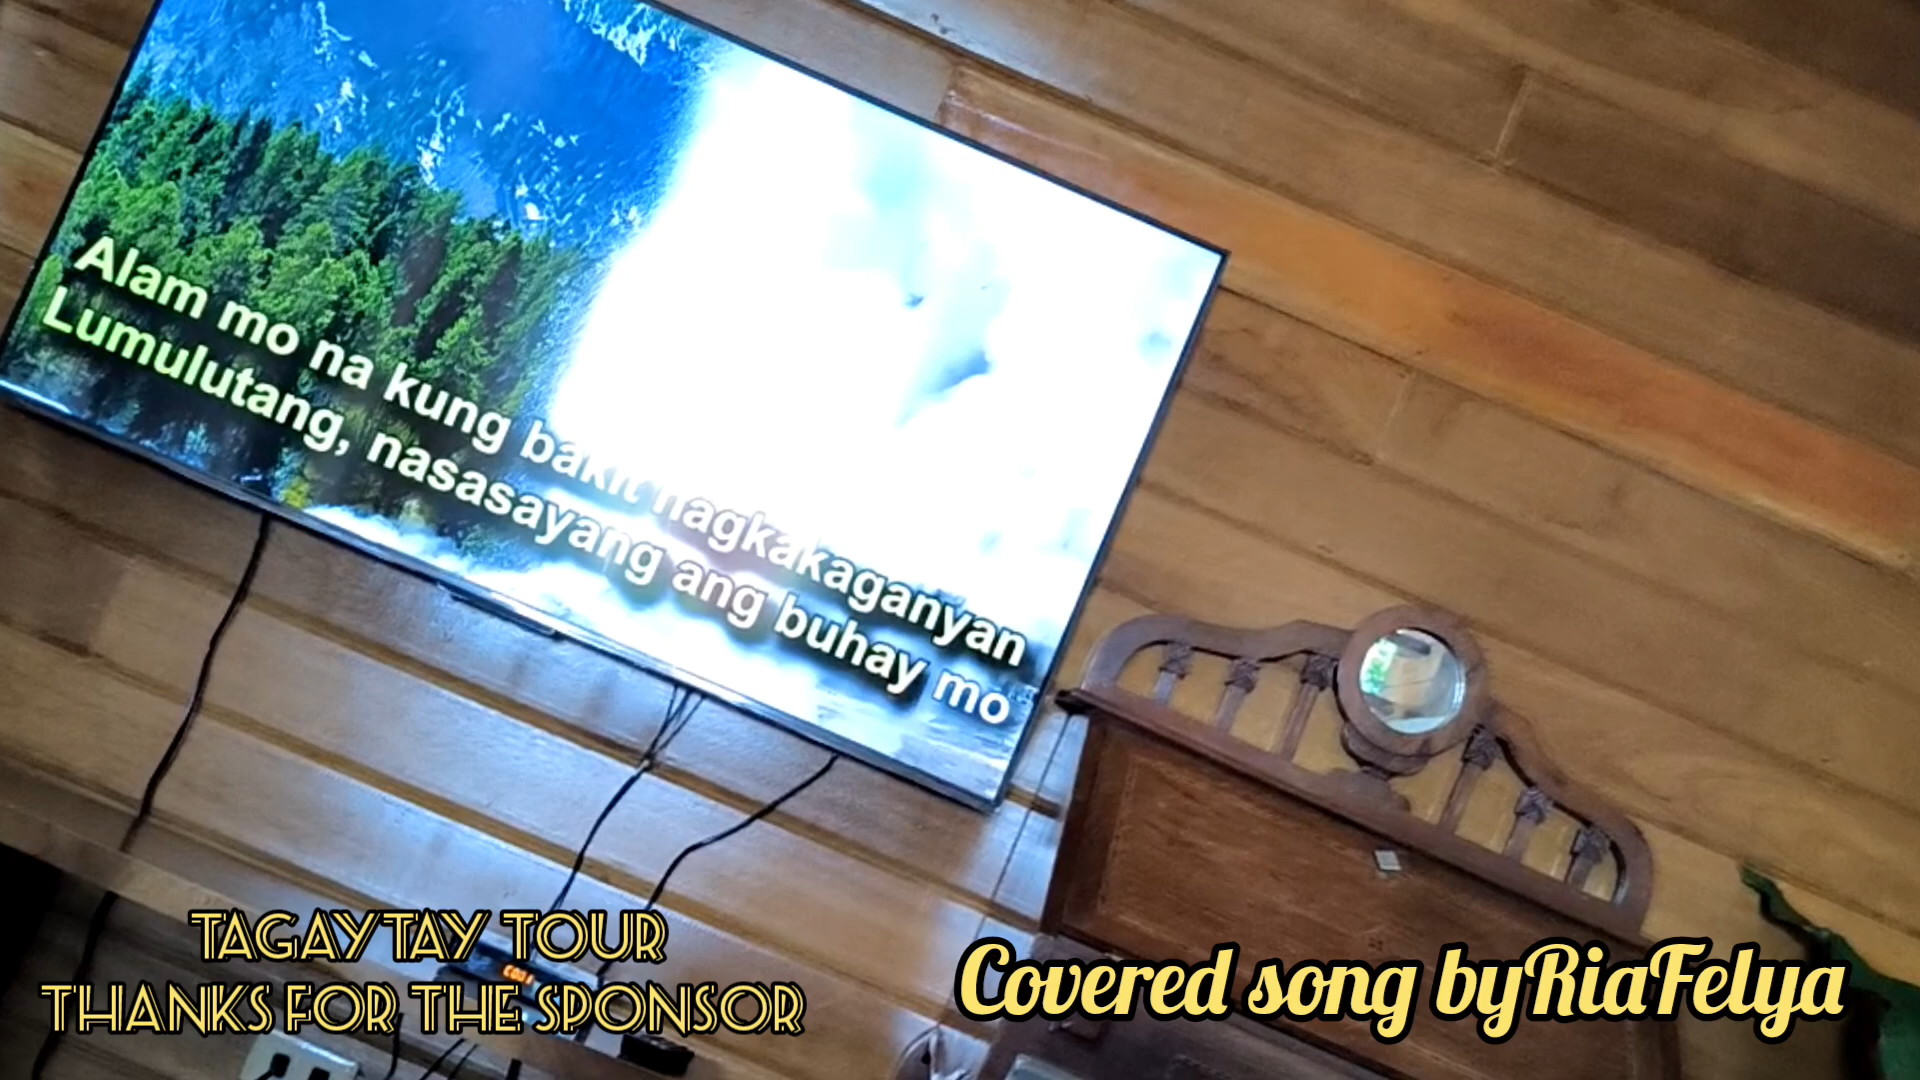 Alam mo na kung bakit nagkakaganyan
Lumulutang, nasasayang ang buhay mo
TAGAYTAY TOUR
THANKS FOR THE SPONSOR
Covered song byRiaFelya